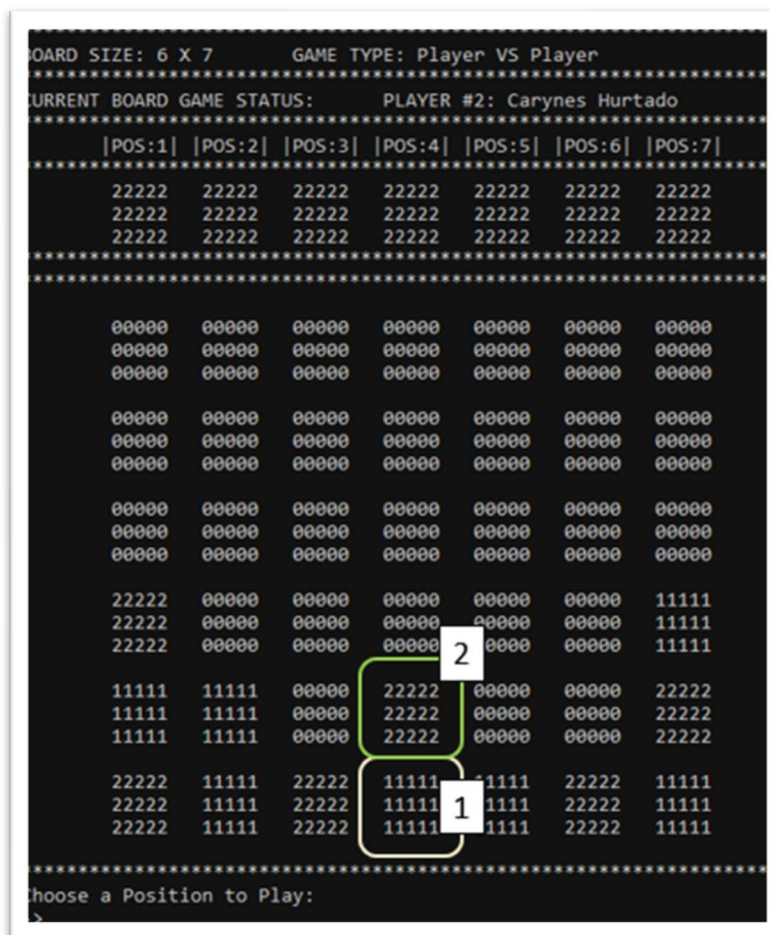 BOARD SIZE: 6 X 7 GAME TYPE: Player VS Player
CURRENT BOARD GAME STATUS: PLAYER #2: Carynes Hurtado
|POS:1| |POS:2| |POS:3| |POS:4| |POS:5| |POS:6| |POS:7|
22222 22222 22222 22222 22222 22222 22222
22222 22222 22222 22222 22222 22222 22222
22222 22222 22222 22222 22222 22222 22222
00000 00000 00000 00000 00000 00000 00000
00000 00000 00000 00000 00000 00000 00000
00000 00000 00000 00000 00000 00000 00000
00000 00000 00000 00000 00000 00000 00000
00000 00000 00000 00000 00000 00000 00000
00000 00000 00000 00000 00000 00000 00000
00000 00000 00000 00000 00000 00000 00000
00000 00000 00000 00000 00000 00000 00000
00000 00000 00000 00000 00000 00000 00000
22222 00000 00000 00000 00000 00000 11111
22222 00000 00000 00000 00000 00000 11111
22222 00000 00000 00000 0000 00000 11111
2
11111 11111 00000 22222 00000 00000 22222
11111 11111 00000 22222 00000 00000 22222
11111 11111 00000 22222 00000 00000 22222
22222 11111 22222 11111 11111 22222 11111
22222 11111 22222 11111 1111 22222 11111
22222 11111 22222 11111 1111 22222 11111
1
Choose a Position to Play:
>